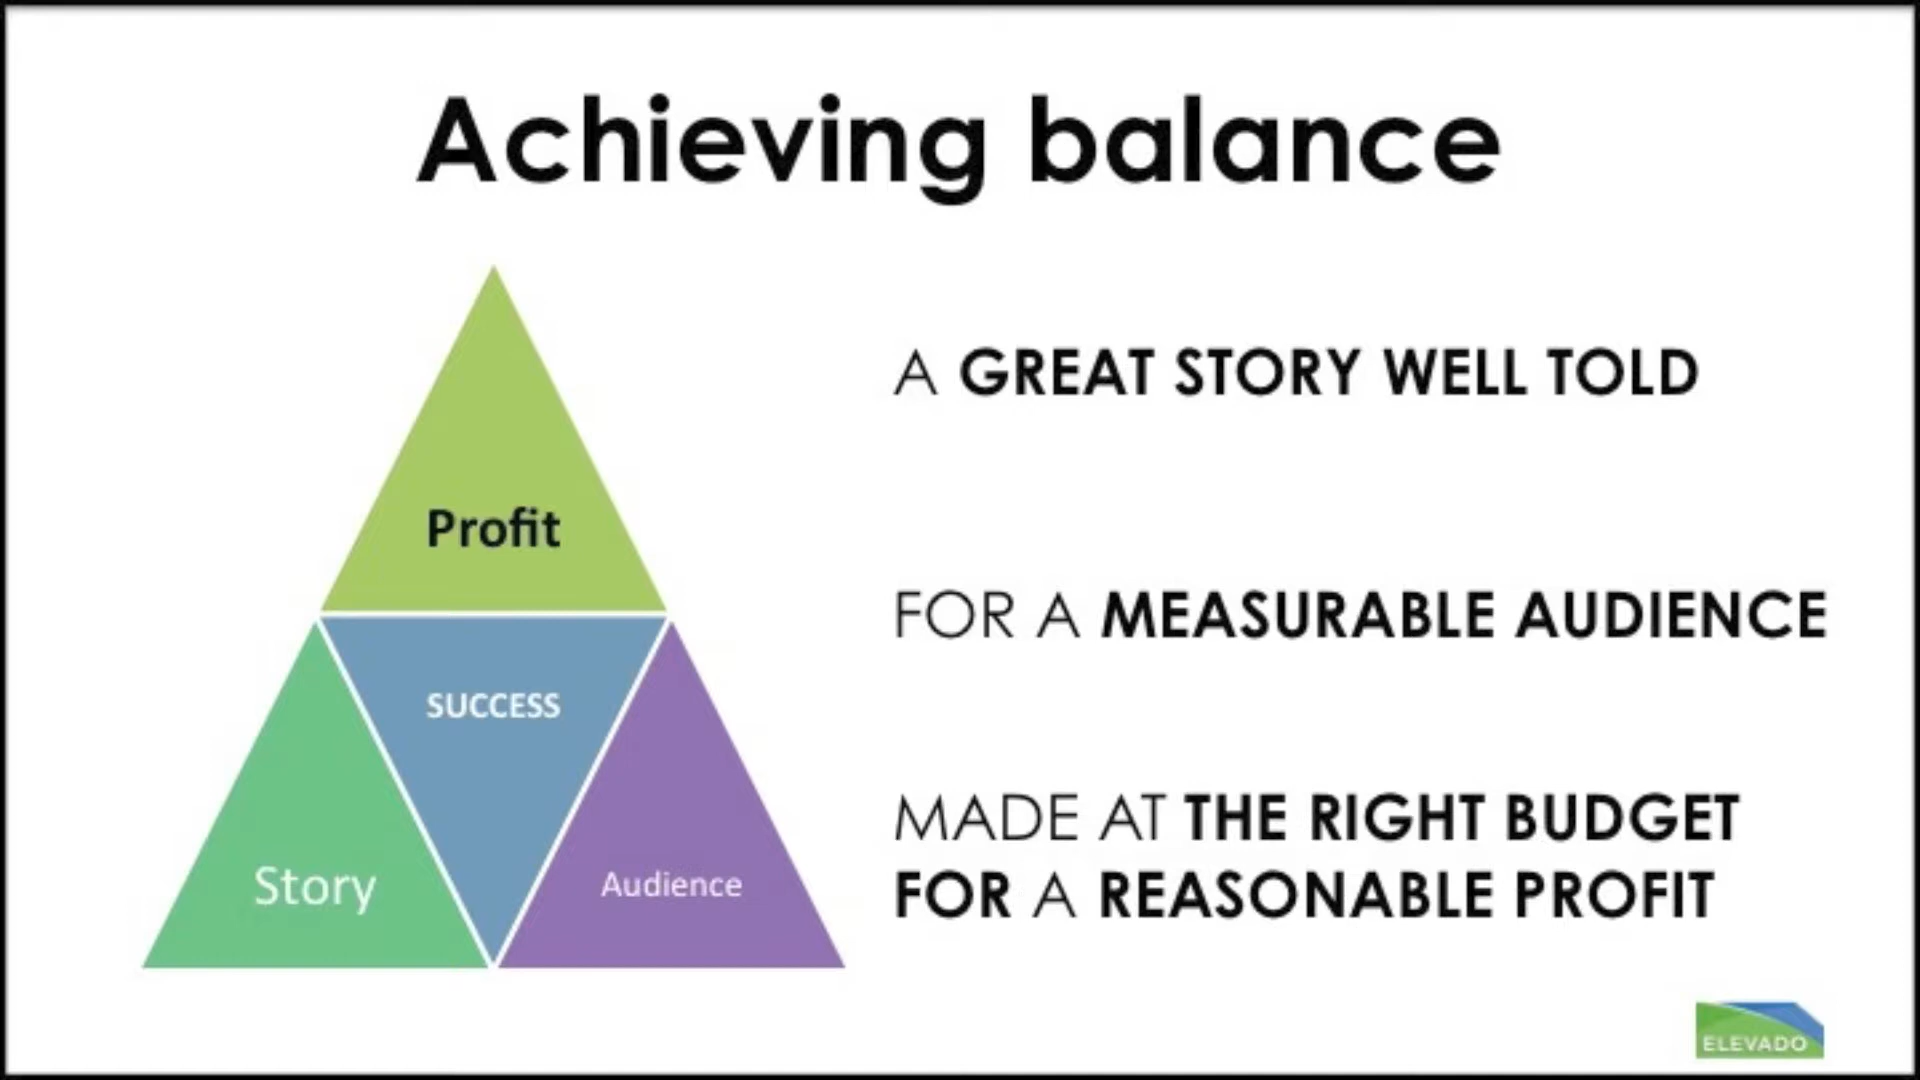 Achieving balance
Profit
SUCCESS
Story
Audience
A GREAT STORY WELL TOLD
FOR A MEASURABLE AUDIENCE
MADE AT THE RIGHT BUDGET
FOR A REASONABLE PROFIT
ELEVADO